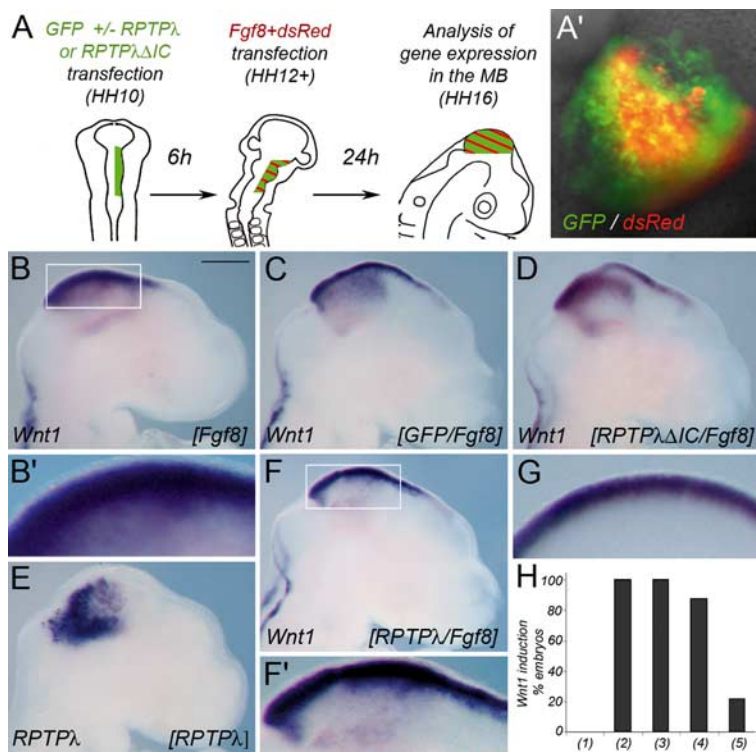 A
GFP +/- RPTPλ
or RPTPλΔIC
transfection
(HH10)
6h
Fgf8+dsRed
transfection
(HH12+)
24h
Analysis of
gene expression
in the MB
(HH16)
A'
GFP / dsRed
B
Wnt1
[Fgf8]
C
Wnt1
[GFP/Fgf8]
D
Wnt1
[RPTPλΔIC/Fgf8]
B'
F
Wnt1
[RPTPλ/Fgf8]
G
E
RPTPλ
[RPTPλ]
F'
H
Wnt1 induction
% embryos
100
80
60
40
20
0
(1) (2) (3) (4) (5)